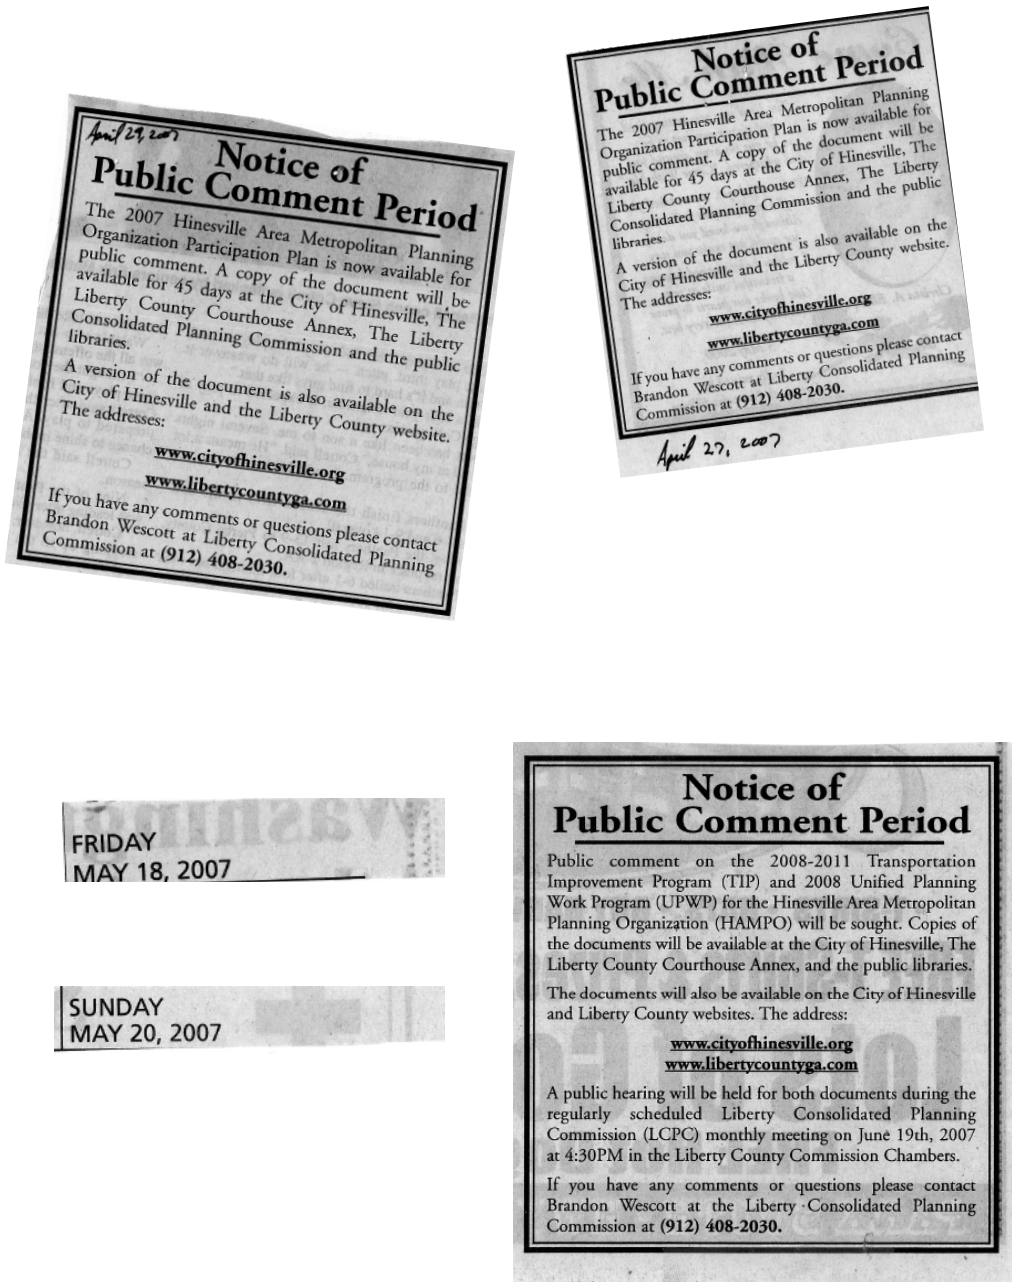 April 29, 2007
Notice of
Public Comment Period
The 2007 Hinesville Area Metropolitan Planning
Organization Participation Plan is now available for
public comment. A copy of the document will be
available for 45 days at the City of Hinesville, The
Liberty County Courthouse Annex, The Liberty
Consolidated Planning Commission and the public
libraries.
A version of the document is also available on the
City of Hinesville and the Liberty County website.
The addresses:
www.cityofhinesville.org
www.libertycountyga.com
If you have any comments or questions please contact
Brandon Wescott at Liberty Consolidated Planning
Commission at (912) 408-2030.
Notice of
Public Comment Period
The 2007 Hinesville Area Metropolitan Planning
Organization Participation Plan is now available for
public comment. A copy of the document will be
available for 45 days at the City of Hinesville, The
Liberty County Courthouse Annex, The Liberty
Consolidated Planning Commission and the public
libraries.
A version of the document is also available on the
City of Hinesville and the Liberty County website.
The addresses:
www.cityofhinesville.org
www.libertycountyga.com
If you have any comments or questions please contact
Brandon Wescott at Liberty Consolidated Planning
Commission at (912) 408-2030.
April 27, 2007
FRIDAY
MAY 18, 2007
SUNDAY
MAY 20, 2007
Notice of
Public Comment Period
Public comment on the 2008-2011 Transportation
Improvement Program (TIP) and 2008 Unified Planning
Work Program (UPWP) for the Hinesville Area Metropolitan
Planning Organization (HAMPO) will be sought. Copies of
the documents will be available at the City of Hinesville, The
Liberty County Courthouse Annex, and the public libraries.
The documents will also be available on the City of Hinesville
and Liberty County websites. The address:
www.cityofhinesville.org
www.libertycountyga.com
A public hearing will be held for both documents during the
regularly scheduled Liberty Consolidated Planning
Commission (LCPC) monthly meeting on June 19th, 2007
at 4:30PM in the Liberty County Commission Chambers.
If you have any comments or questions please contact
Brandon Wescott at the Liberty Consolidated Planning
Commission at (912) 408-2030.